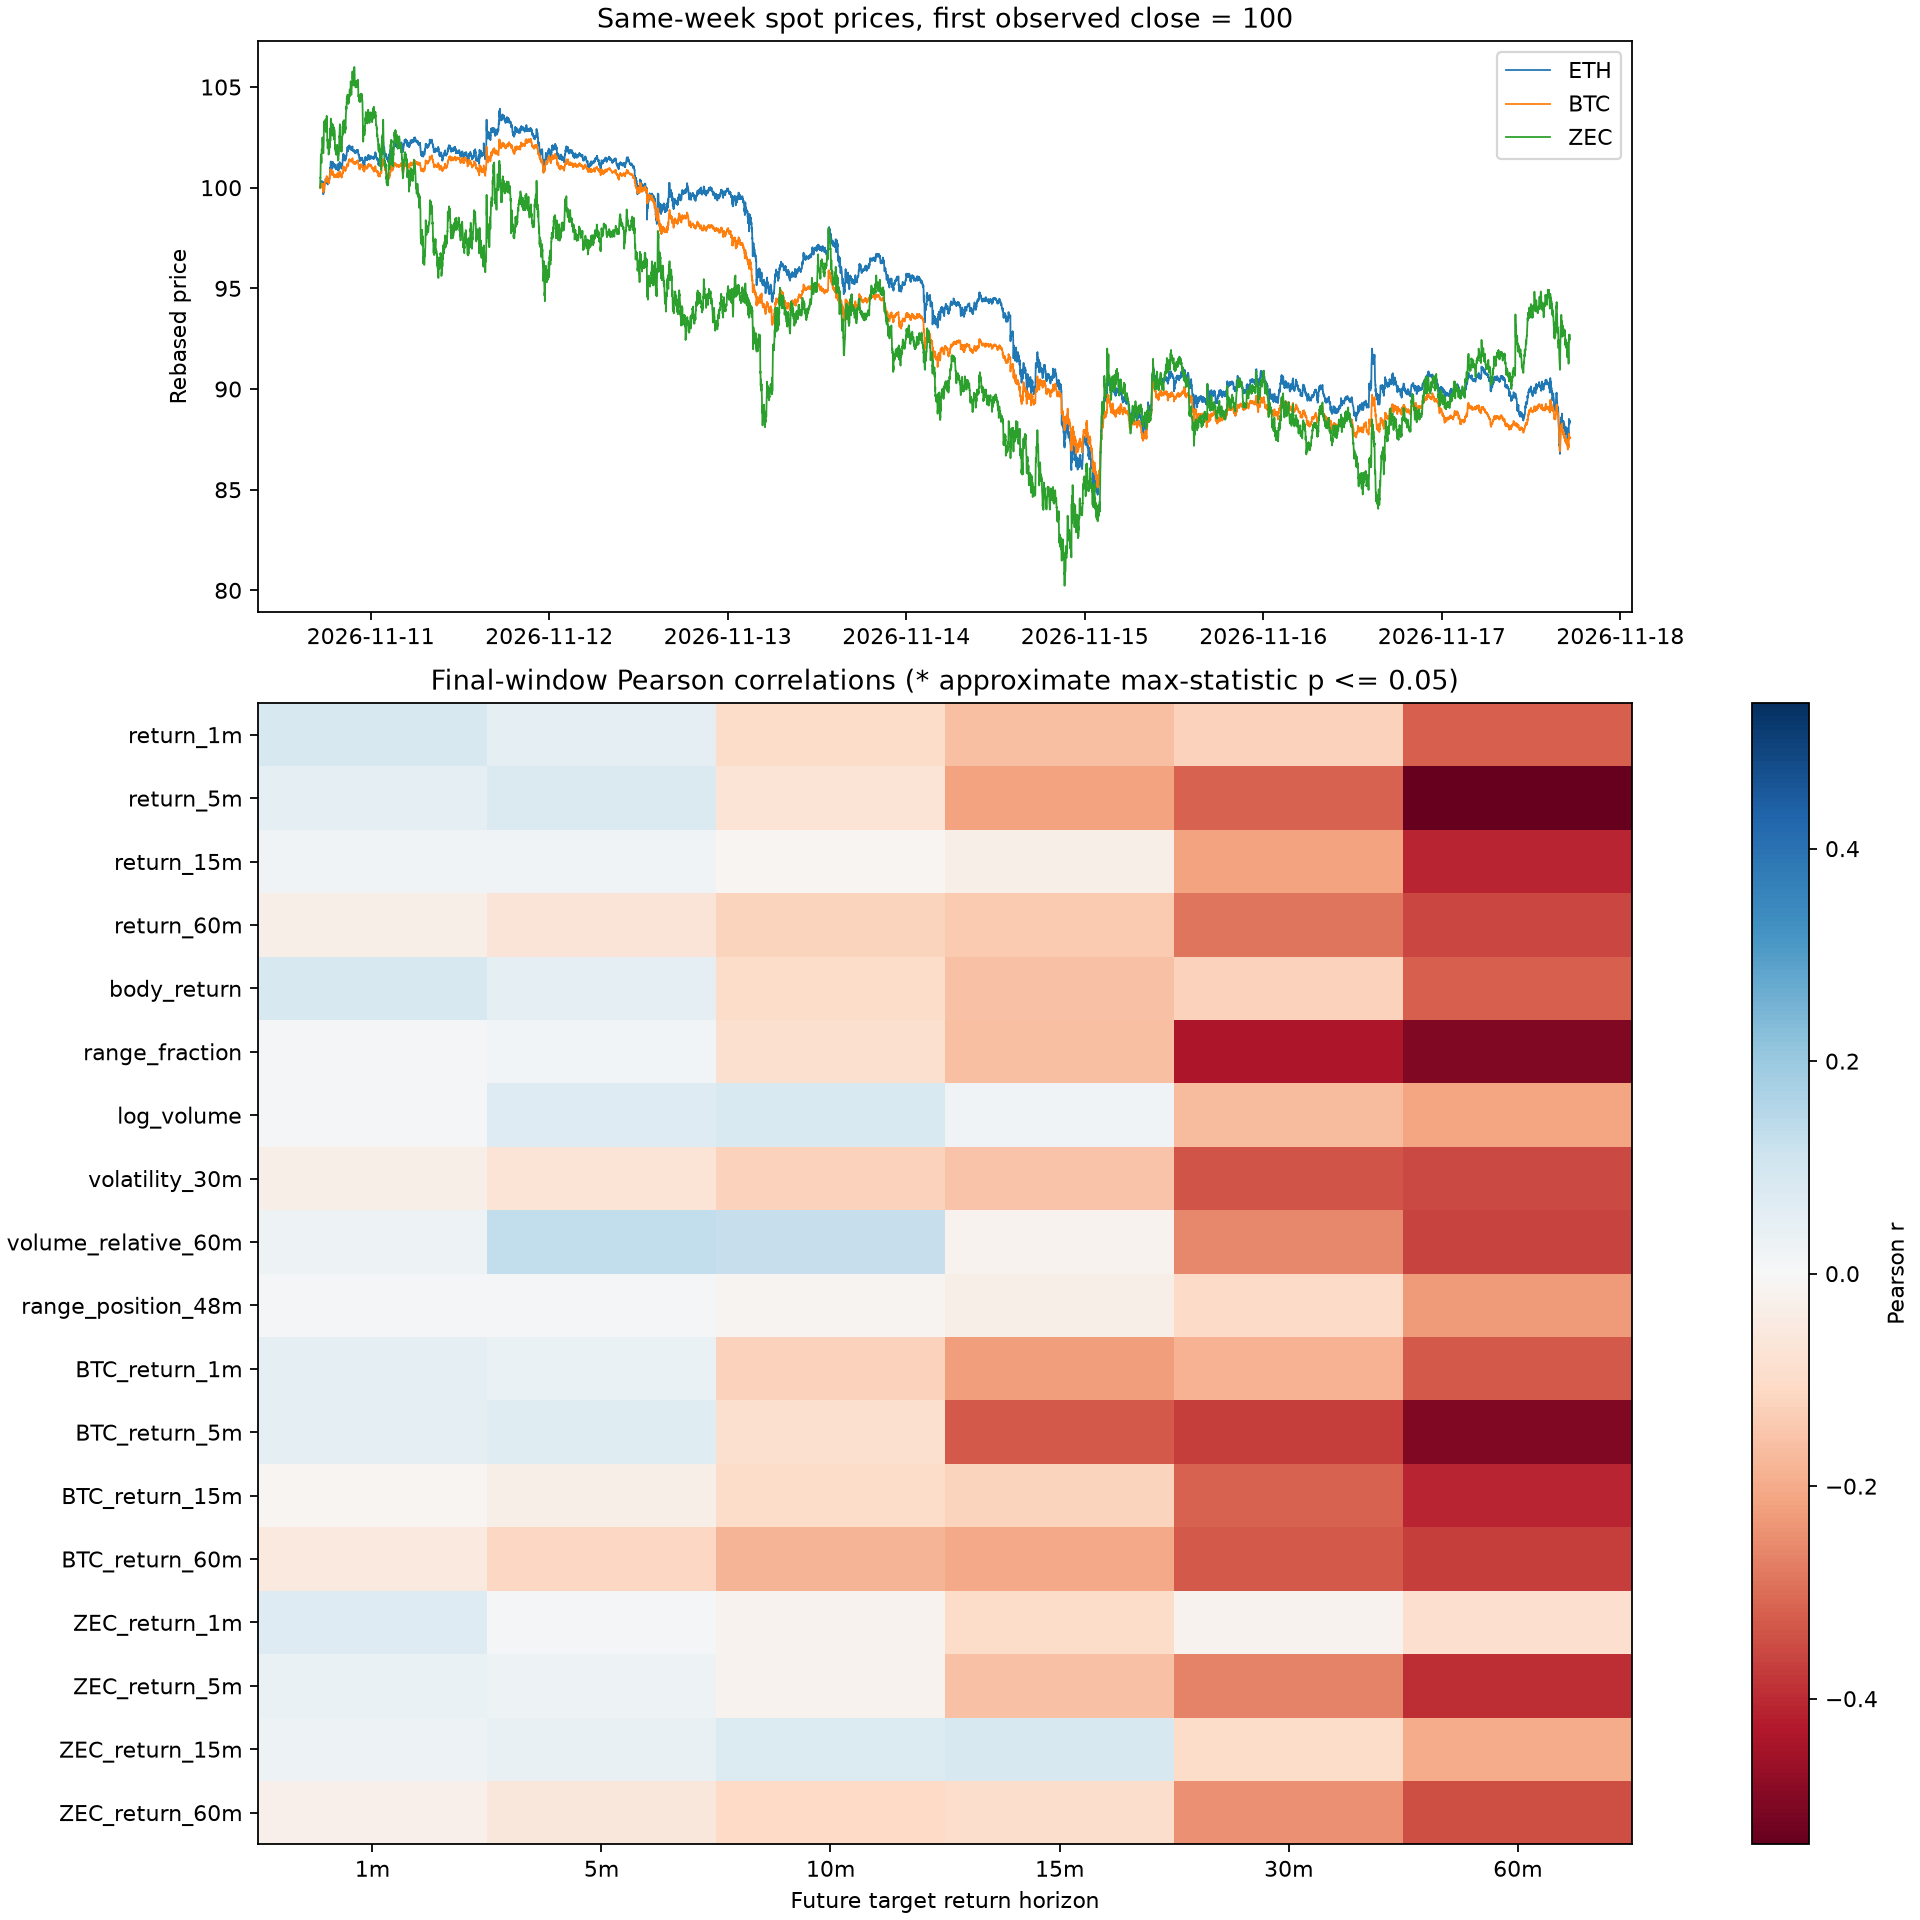 Same-week spot prices, first observed close = 100
ETH
BTC
ZEC
Rebased price
105
100
95
90
85
80
2026-11-11
2026-11-12
2026-11-13
2026-11-14
2026-11-15
2026-11-16
2026-11-17
2026-11-18
Final-window Pearson correlations (* approximate max-statistic p <= 0.05)
return_1m
return_5m
return_15m
return_60m
body_return
range_fraction
log_volume
volatility_30m
volume_relative_60m
range_position_48m
BTC_return_1m
BTC_return_5m
BTC_return_15m
BTC_return_60m
ZEC_return_1m
ZEC_return_5m
ZEC_return_15m
ZEC_return_60m
1m
5m
10m
15m
30m
60m
Future target return horizon
0.4
0.2
0.0
−0.2
−0.4
Pearson r